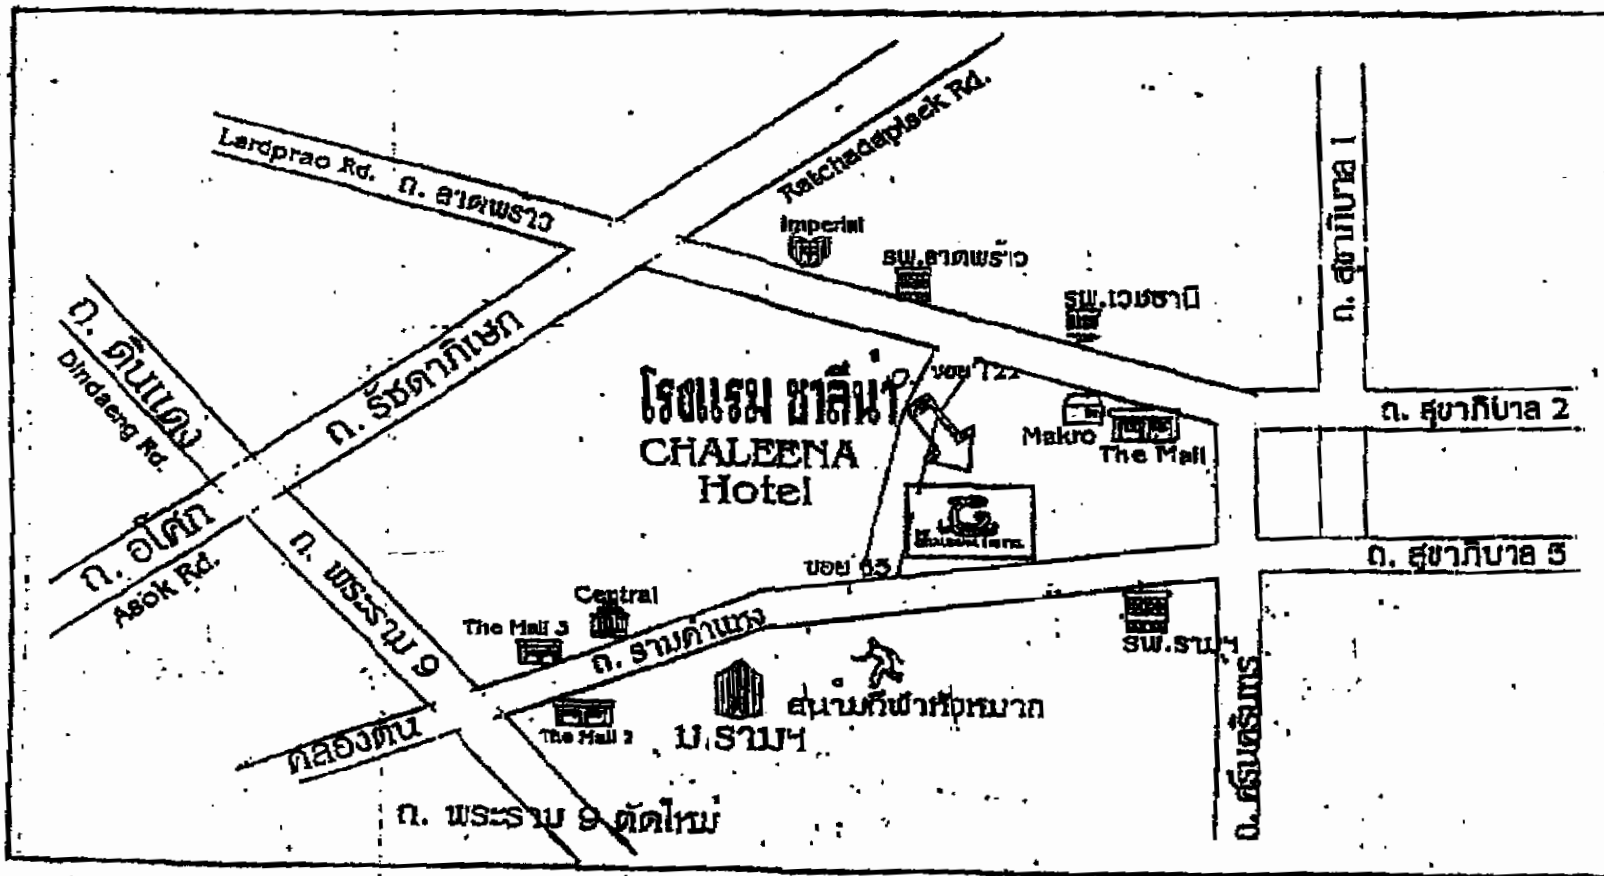 Ratchadapisek Rd.
Lardprao Rd. ถ. ลาดพร้าว
Imperial
รพ.ลาดพร้าว
รพ.เวชธานี
ถ. สุขาภิบาล 1
ถ. ดินแดง
Dindaeng Rd.
ถ. รัชดาภิเษก
โรงแรม ชาลีน่า
CHALEENA
Hotel
ซอย 122
Makro
The Mall
ถ. สุขาภิบาล 2
ถ. อโศก
Asok Rd.
ถ. พระราม 9
ซอย 65
ถ. สุขาภิบาล 3
The Mall 3
Central
ถ. รามคำแหง
รพ.รามฯ
The Mall 2
ม.รามฯ
สนามกีฬาหัวหมาก
คลองตัน
ถ. พระราม 9 ตัดใหม่
ถ. ศรีนครินทร์